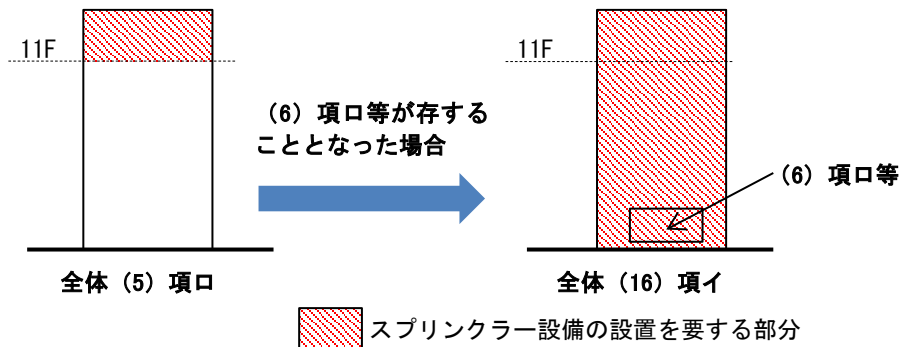 11F
11F
（6）項ロ等が存する
こととなった場合
（6）項ロ等
全体（5）項ロ
全体（16）項イ
スプリンクラー設備の設置を要する部分